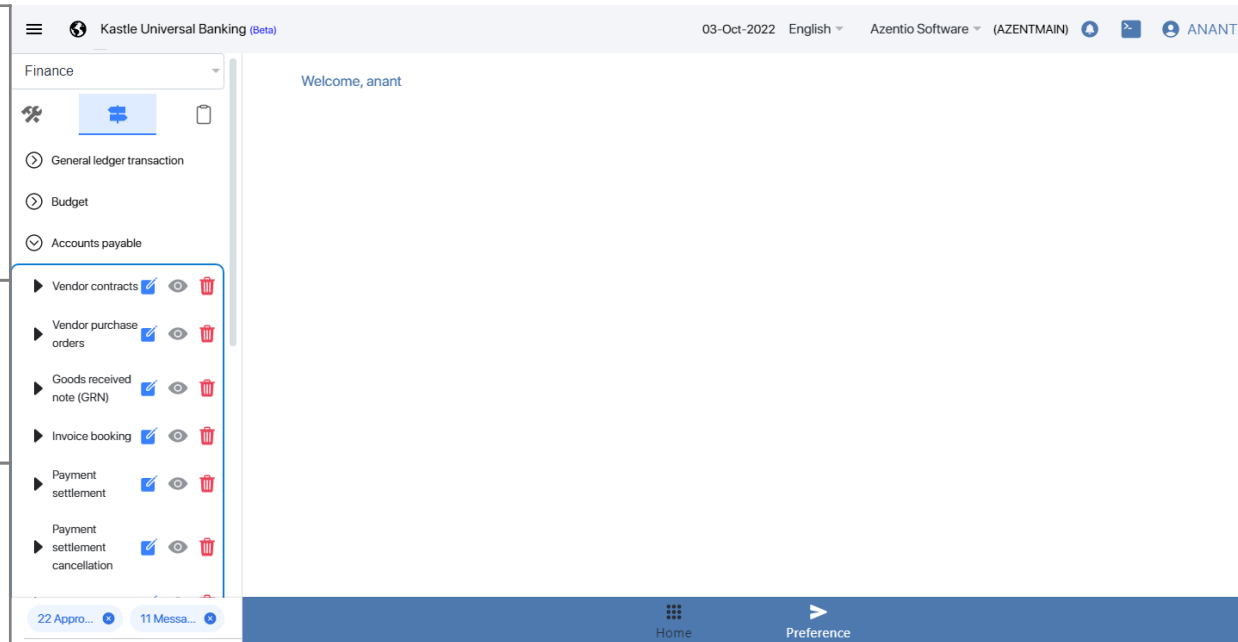 Kastle Universal Banking (Beta)
03-Oct-2022 English Azentio Software (AZENTMAIN) ANANT
Finance
Welcome, anant
General ledger transaction
Budget
Accounts payable
Vendor contracts
Vendor purchase
orders
Goods received
note (GRN)
Invoice booking
Payment
settlement
Payment
settlement
cancellation
22 Appro... 11 Messa...
Home Preference